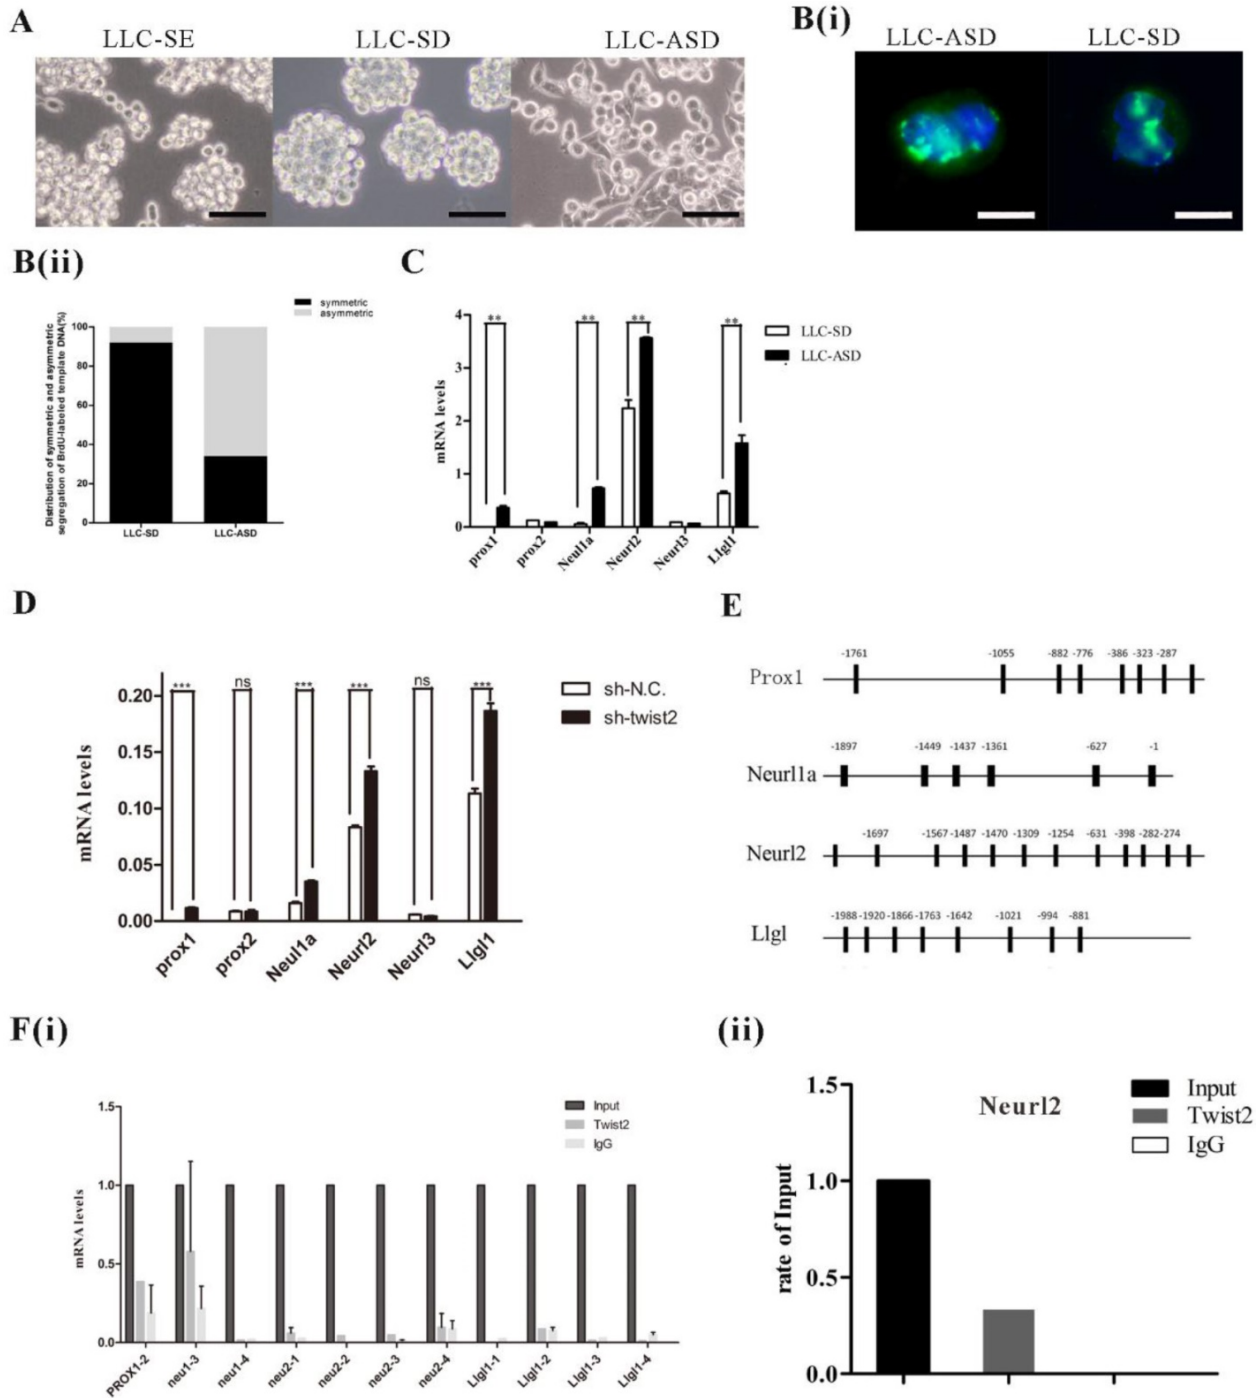 A
LLC-SE LLC-SD LLC-ASD
B(i)
LLC-ASD LLC-SD
B(ii)
symmetric
asymmetric
Distribution of symmetric and asymmetric
segregation of BrdU-labeled template DNA(%)
100
80
60
40
20
0
LLC-SD LLC-ASD
C
mRNA levels
4
3
2
1
0
** ** ** **
LLC-SD
LLC-ASD
prox1 prox2 Neul1a Neurl2 Neurl3 Llgl1
D
mRNA levels
0.20
0.15
0.10
0.05
0.00
*** ns *** *** ns ***
sh-N.C.
sh-twist2
prox1 prox2 Neul1a Neurl2 Neurl3 Llgl1
E
-1761 -1055 -882 -776 -386 -323 -287
Prox1
-1897 -1449 -1437 -1361 -627 -1
Neurl1a
-1697 -1567 -1487 -1470 -1309 -1254 -631 -398 -282 -274
Neurl2
-1988 -1920 -1866 -1763 -1642 -1021 -994 -881
Llgl
F(i)
mRNA levels
1.5
1.0
0.5
0.0
Input
Twist2
IgG
PROX1-2 neu1-3 neu1-4 neu2-1 neu2-2 neu2-3 neu2-4 Llgl1-1 Llgl1-2 Llgl1-3 Llgl1-4
(ii)
rate of Input
1.5
1.0
0.5
0.0
Neurl2
Input
Twist2
IgG